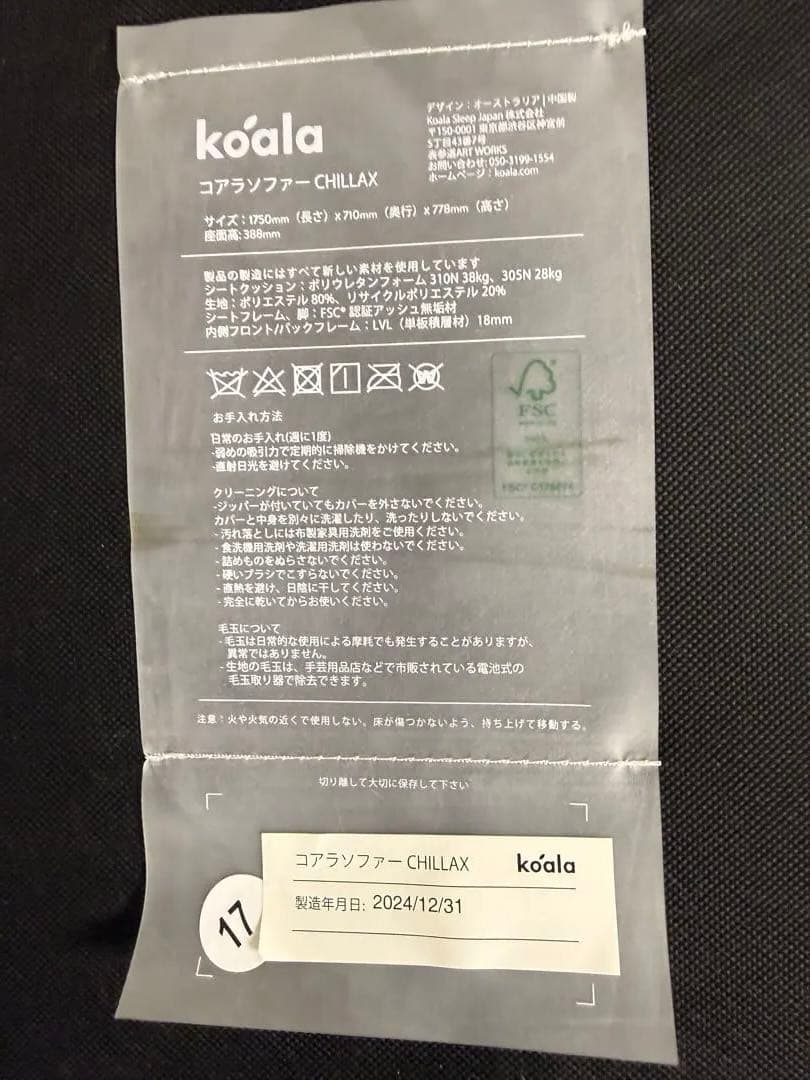 koala
コアラソファー CHILLAX
デザイン：オーストラリア | 中国製
Koala Sleep Japan 株式会社
〒150-0001 東京都渋谷区神宮前
5丁目43番7号
表参道ART WORKS
お問い合わせ: 050-3199-1554
ホームページ：koala.com
サイズ：1750mm（長さ）x 710mm（奥行）x 778mm（高さ）
座面高: 388mm
製品の製造にはすべて新しい素材を使用しています
シートクッション：ポリウレタンフォーム 310N 38kg、305N 28kg
生地：ポリエステル 80%、リサイクルポリエステル 20%
シートフレーム、脚：FSC® 認証アッシュ無垢材
内側フロント/バックフレーム：LVL（単板積層材）18mm
W
FSC
お手入れ方法
日常のお手入れ(週に1度)
-弱めの吸引力で定期的に掃除機をかけてください。
-直射日光を避けてください。
クリーニングについて
-ジッパーが付いていてもカバーを外さないでください。
カバーと中身を別々に洗濯したり、洗ったりしないでください。
- 汚れ落としには布製家具用洗剤をご使用ください。
- 食洗機用洗剤や洗濯用洗剤は使わないでください。
- 詰めものをぬらさないでください。
- 硬いブラシでこすらないでください。
- 直熱を避け、日陰に干してください。
- 完全に乾いてからお使いください。
毛玉について
- 毛玉は日常的な使用による摩耗でも発生することがありますが、
異常ではありません。
- 生地の毛玉は、手芸用品店などで市販されている電池式の
毛玉取り器で除去できます。
注意：火や火気の近くで使用しない。床が傷つかないよう、持ち上げて移動する。
切り離して大切に保存して下さい
コアラソファー CHILLAX
koala
製造年月日: 2024/12/31
17